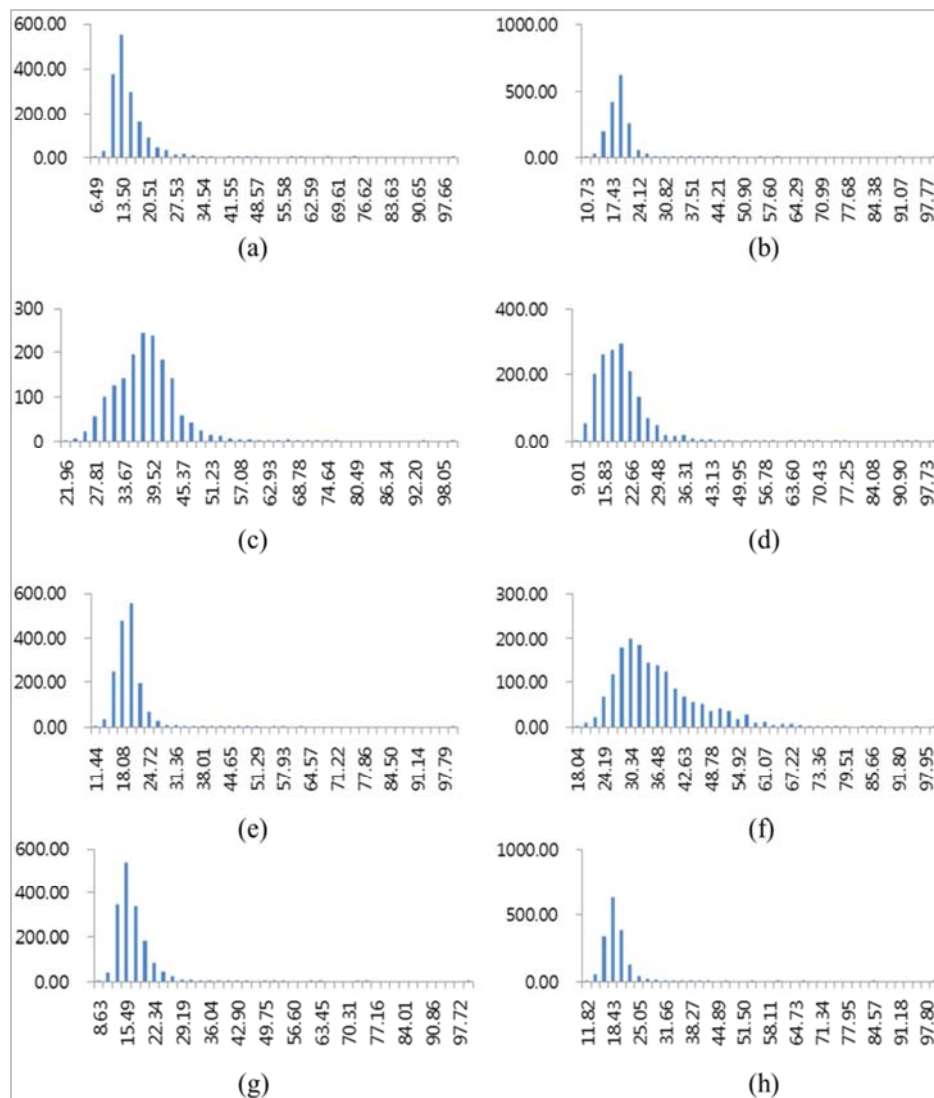 600.00
400.00
200.00
0.00
6.49 13.50 20.51 27.53 34.54 41.55 48.57 55.58 62.59 69.61 76.62 83.63 90.65 97.66
(a)
1000.00
500.00
0.00
10.73 17.43 24.12 30.82 37.51 44.21 50.90 57.60 64.29 70.99 77.68 84.38 91.07 97.77
(b)
300
200
100
0
21.96 27.81 33.67 39.52 45.37 51.23 57.08 62.93 68.78 74.64 80.49 86.34 92.20 98.05
(c)
400.00
200.00
0.00
9.01 15.83 22.66 29.48 36.31 43.13 49.95 56.78 63.60 70.43 77.25 84.08 90.90 97.73
(d)
600.00
400.00
200.00
0.00
11.44 18.08 24.72 31.36 38.01 44.65 51.29 57.93 64.57 71.22 77.86 84.50 91.14 97.79
(e)
300.00
200.00
100.00
0.00
18.04 24.19 30.34 36.48 42.63 48.78 54.92 61.07 67.22 73.36 79.51 85.66 91.80 97.95
(f)
600.00
400.00
200.00
0.00
8.63 15.49 22.34 29.19 36.04 42.90 49.75 56.60 63.45 70.31 77.16 84.01 90.86 97.72
(g)
1000.00
500.00
0.00
11.82 18.43 25.05 31.66 38.27 44.89 51.50 58.11 64.73 71.34 77.95 84.57 91.18 97.80
(h)